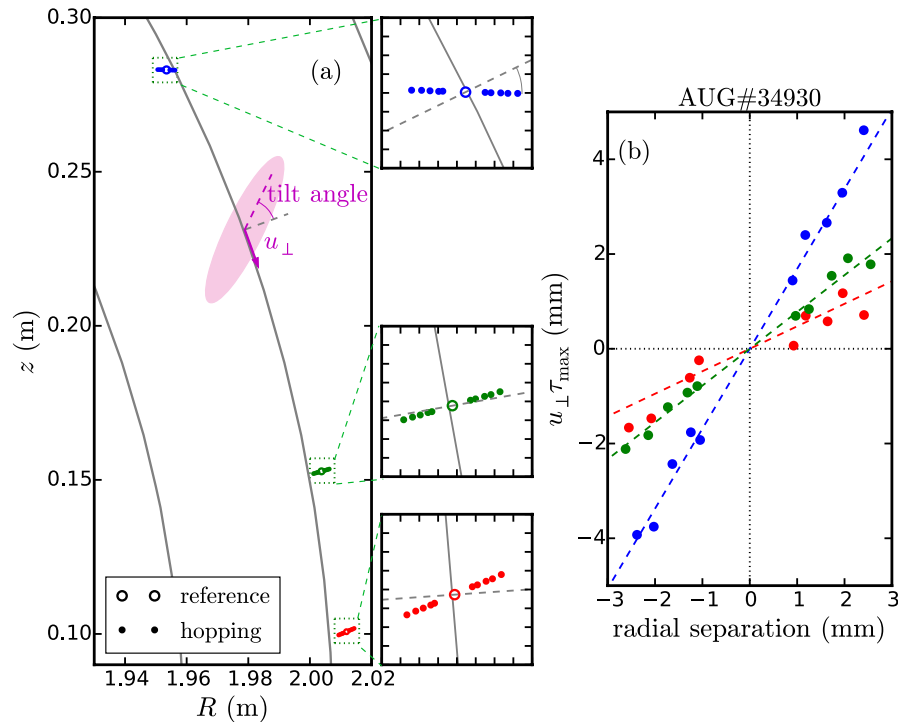 AUG#34930
(a)
(b)
0.30
0.25
0.20
0.15
0.10
z (m)
tilt angle
u⊥
reference
hopping
1.94 1.96 1.98 2.00 2.02
R (m)
4
2
0
−2
−4
u⊥τmax (mm)
−3 −2 −1 0 1 2 3
radial separation (mm)